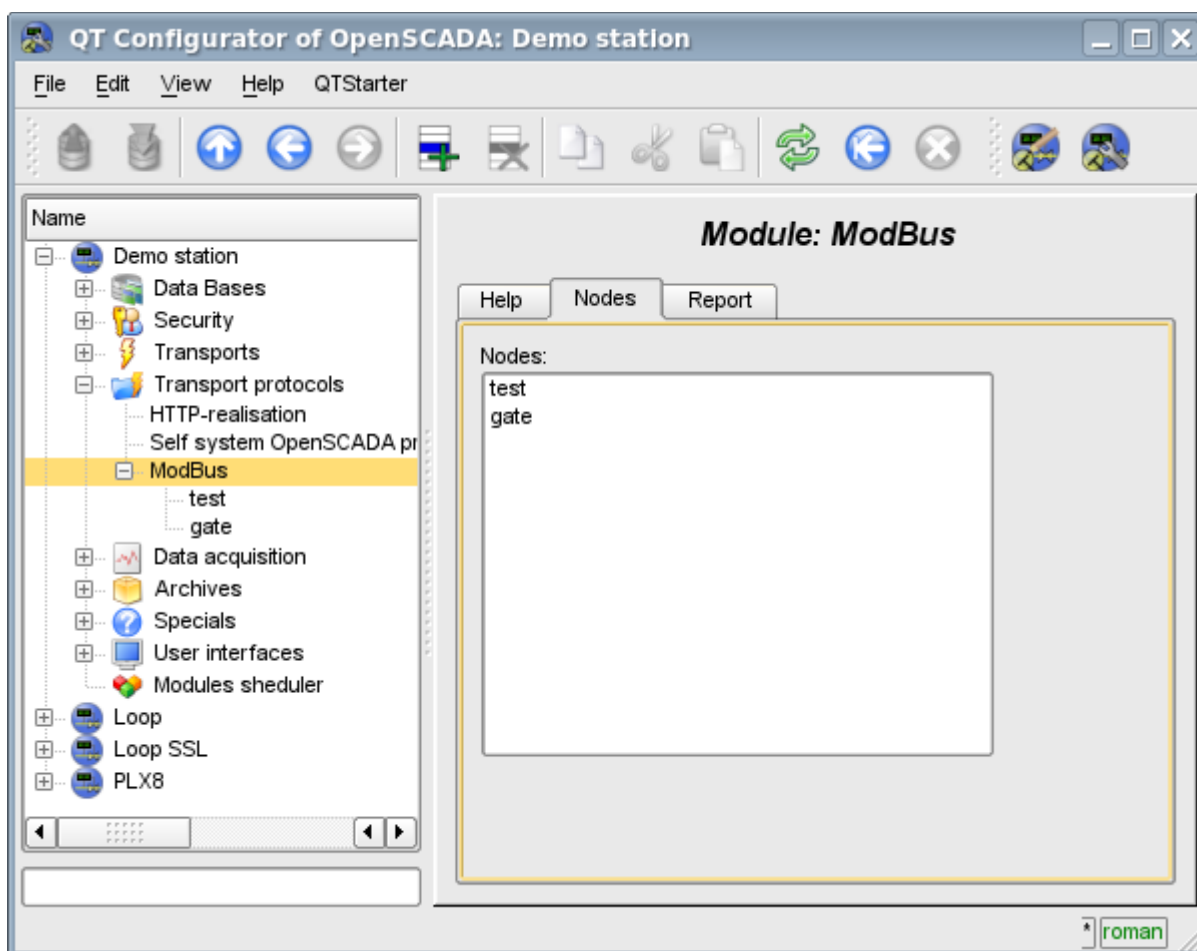 QT Configurator of OpenSCADA: Demo station
File Edit View Help QTStarter
Name
Demo station
Data Bases
Security
Transports
Transport protocols
HTTP-realisation
Self system OpenSCADA pr
ModBus
test
gate
Data acquisition
Archives
Specials
User interfaces
Modules sheduler
Loop
Loop SSL
PLX8
Module: ModBus
Help Nodes Report
Nodes:
test
gate
* roman